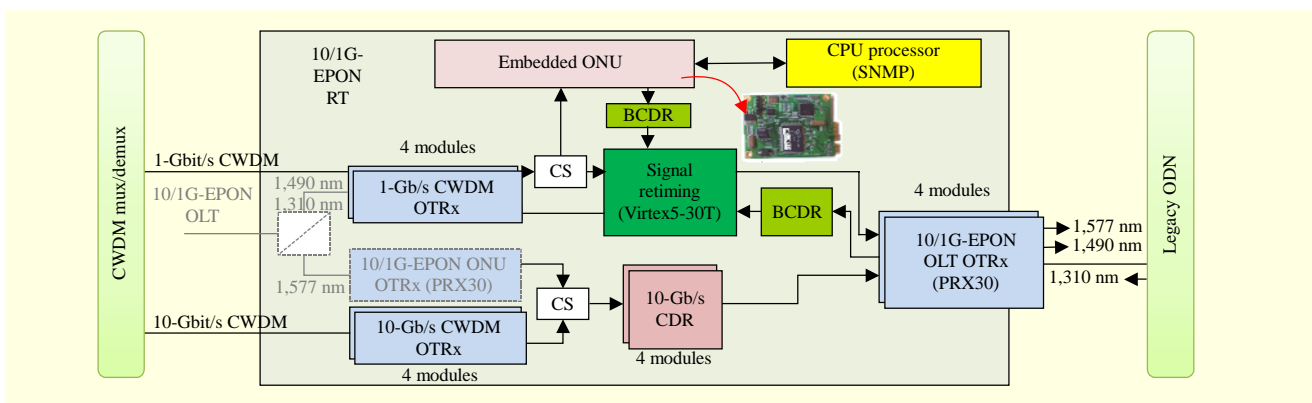 10/1G-
EPON
RT
Embedded ONU
CPU processor
(SNMP)
BCDR
CWDM mux/demux
1-Gbit/s CWDM
4 modules
1-Gb/s CWDM
OTRx
CS
Signal
retiming
(Virtex5-30T)
BCDR
4 modules
10/1G-EPON
OLT OTRx
(PRX30)
1,577 nm
1,490 nm
1,310 nm
Legacy ODN
10/1G-EPON
OLT
1,490 nm
1,310 nm
1,577 nm
10/1G-EPON ONU
OTRx (PRX30)
CS
10-Gb/s
CDR
4 modules
10-Gbit/s CWDM
10-Gb/s CWDM
OTRx
4 modules